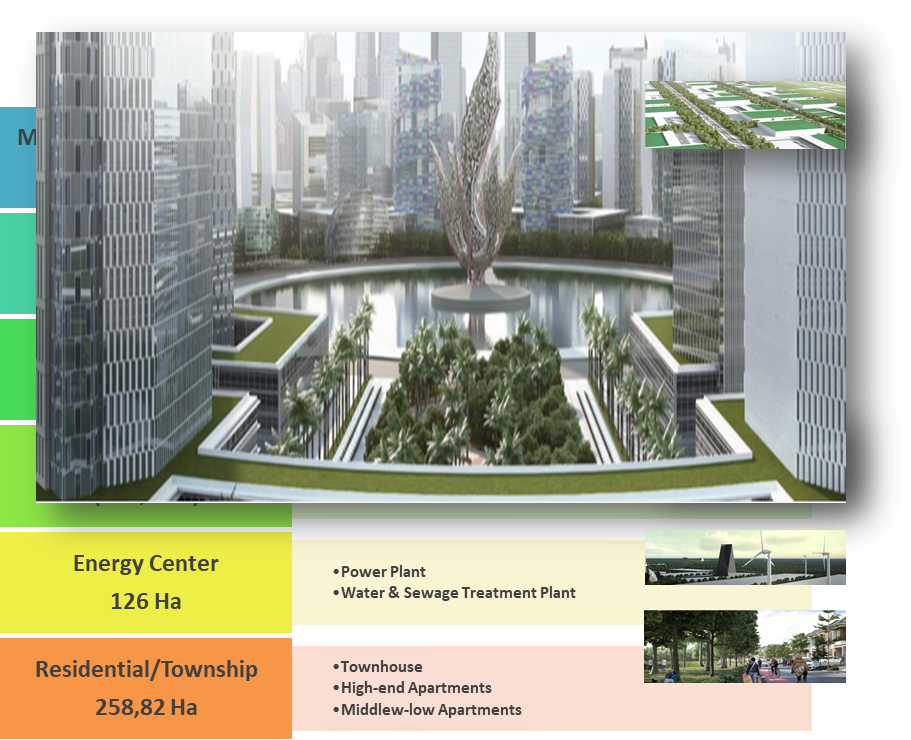 M
Energy Center
126 Ha
•Power Plant
•Water & Sewage Treatment Plant
Residential/Township
258,82 Ha
•Townhouse
•High-end Apartments
•Middlew-low Apartments